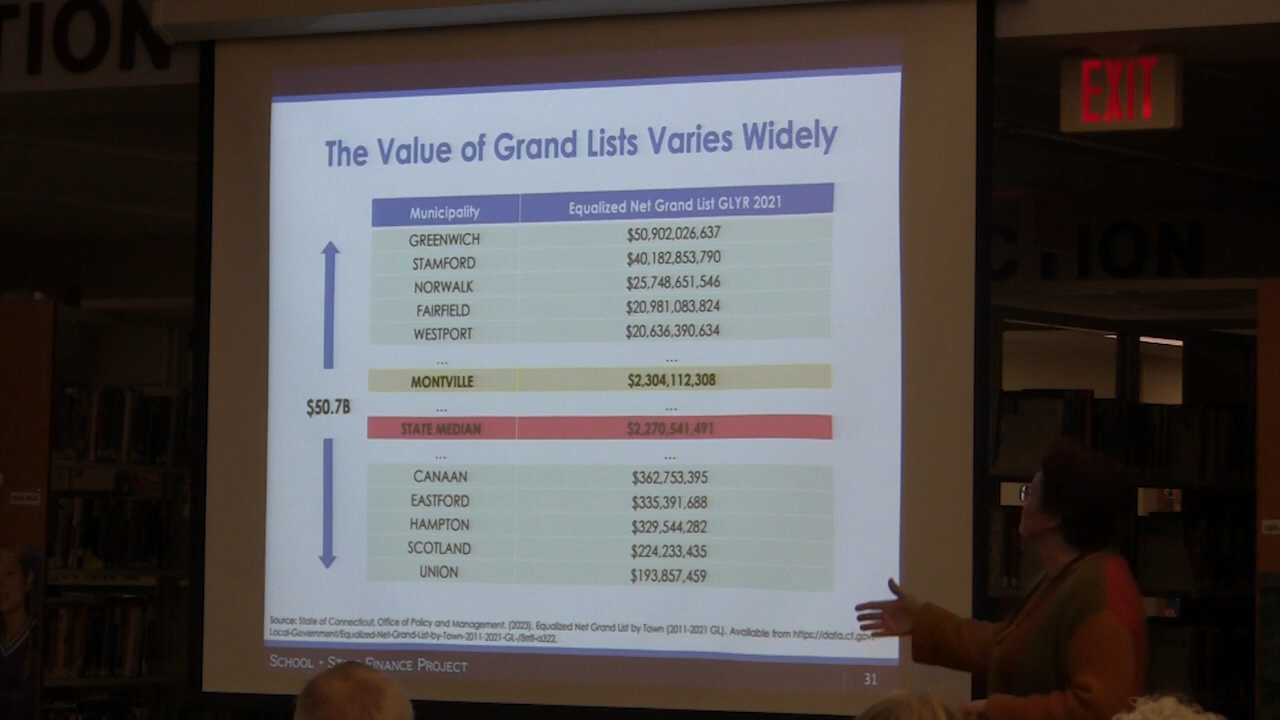 TION
EXIT
The Value of Grand Lists Varies Widely
Municipality Equalized Net Grand List GLYR 2021
GREENWICH $50,902,026,637
STAMFORD $40,182,853,790
NORWALK $25,748,651,546
FAIRFIELD $20,981,083,824
WESTPORT $20,636,390,634
... ...
MONTVILLE $2,304,112,308
$50.7B
... ...
STATE MEDIAN $2,270,541,491
... ...
CANAAN $362,753,395
EASTFORD $335,391,688
HAMPTON $329,544,282
SCOTLAND $224,233,435
UNION $193,857,459
Source: State of Connecticut, Office of Policy and Management. (2023). Equalized Net Grand List by Town (2011-2021 GL). Available from https://data.ct.gov/
Local-Government/Equalized-Net-Grand-List-by-Town-2011-2021-GL-/8rr8-a322.
SCHOOL + FINANCE PROJECT
31
ION